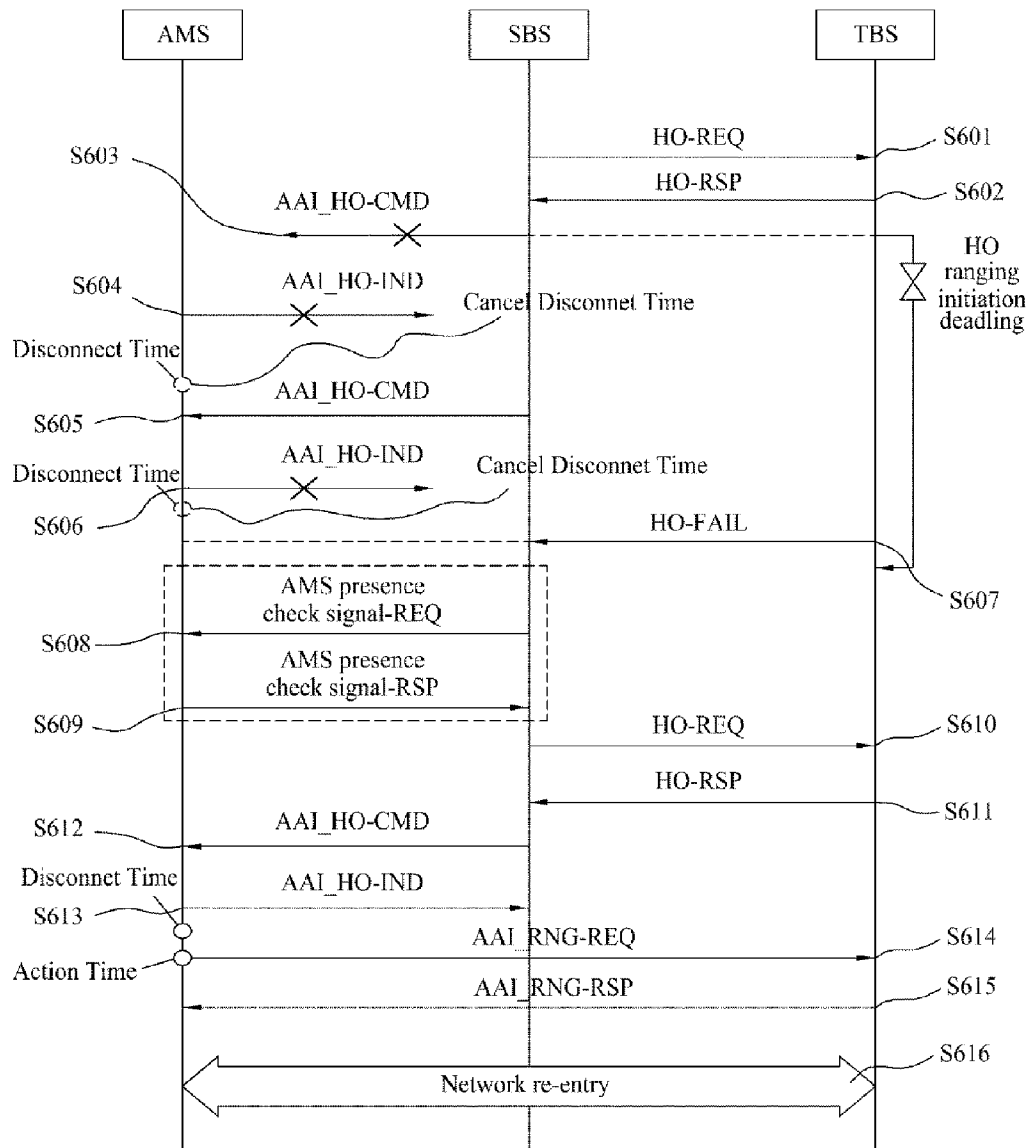 AMS
SBS
TBS
HO-REQ
S601
S603
HO-RSP
S602
AAI_HO-CMD
HO
ranging
initiation
deadling
S604
AAI_HO-IND
Cancel Disconnet Time
Disconnect Time
AAI_HO-CMD
S605
AAI_HO-IND
Cancel Disconnet Time
Disconnect Time
S606
HO-FAIL
S607
AMS presence
check signal-REQ
S608
AMS presence
check signal-RSP
S609
HO-REQ
S610
HO-RSP
S611
S612
AAI_HO-CMD
Disconnet Time
AAI_HO-IND
S613
AAI_RNG-REQ
S614
Action Time
AAI_RNG-RSP
S615
S616
Network re-entry